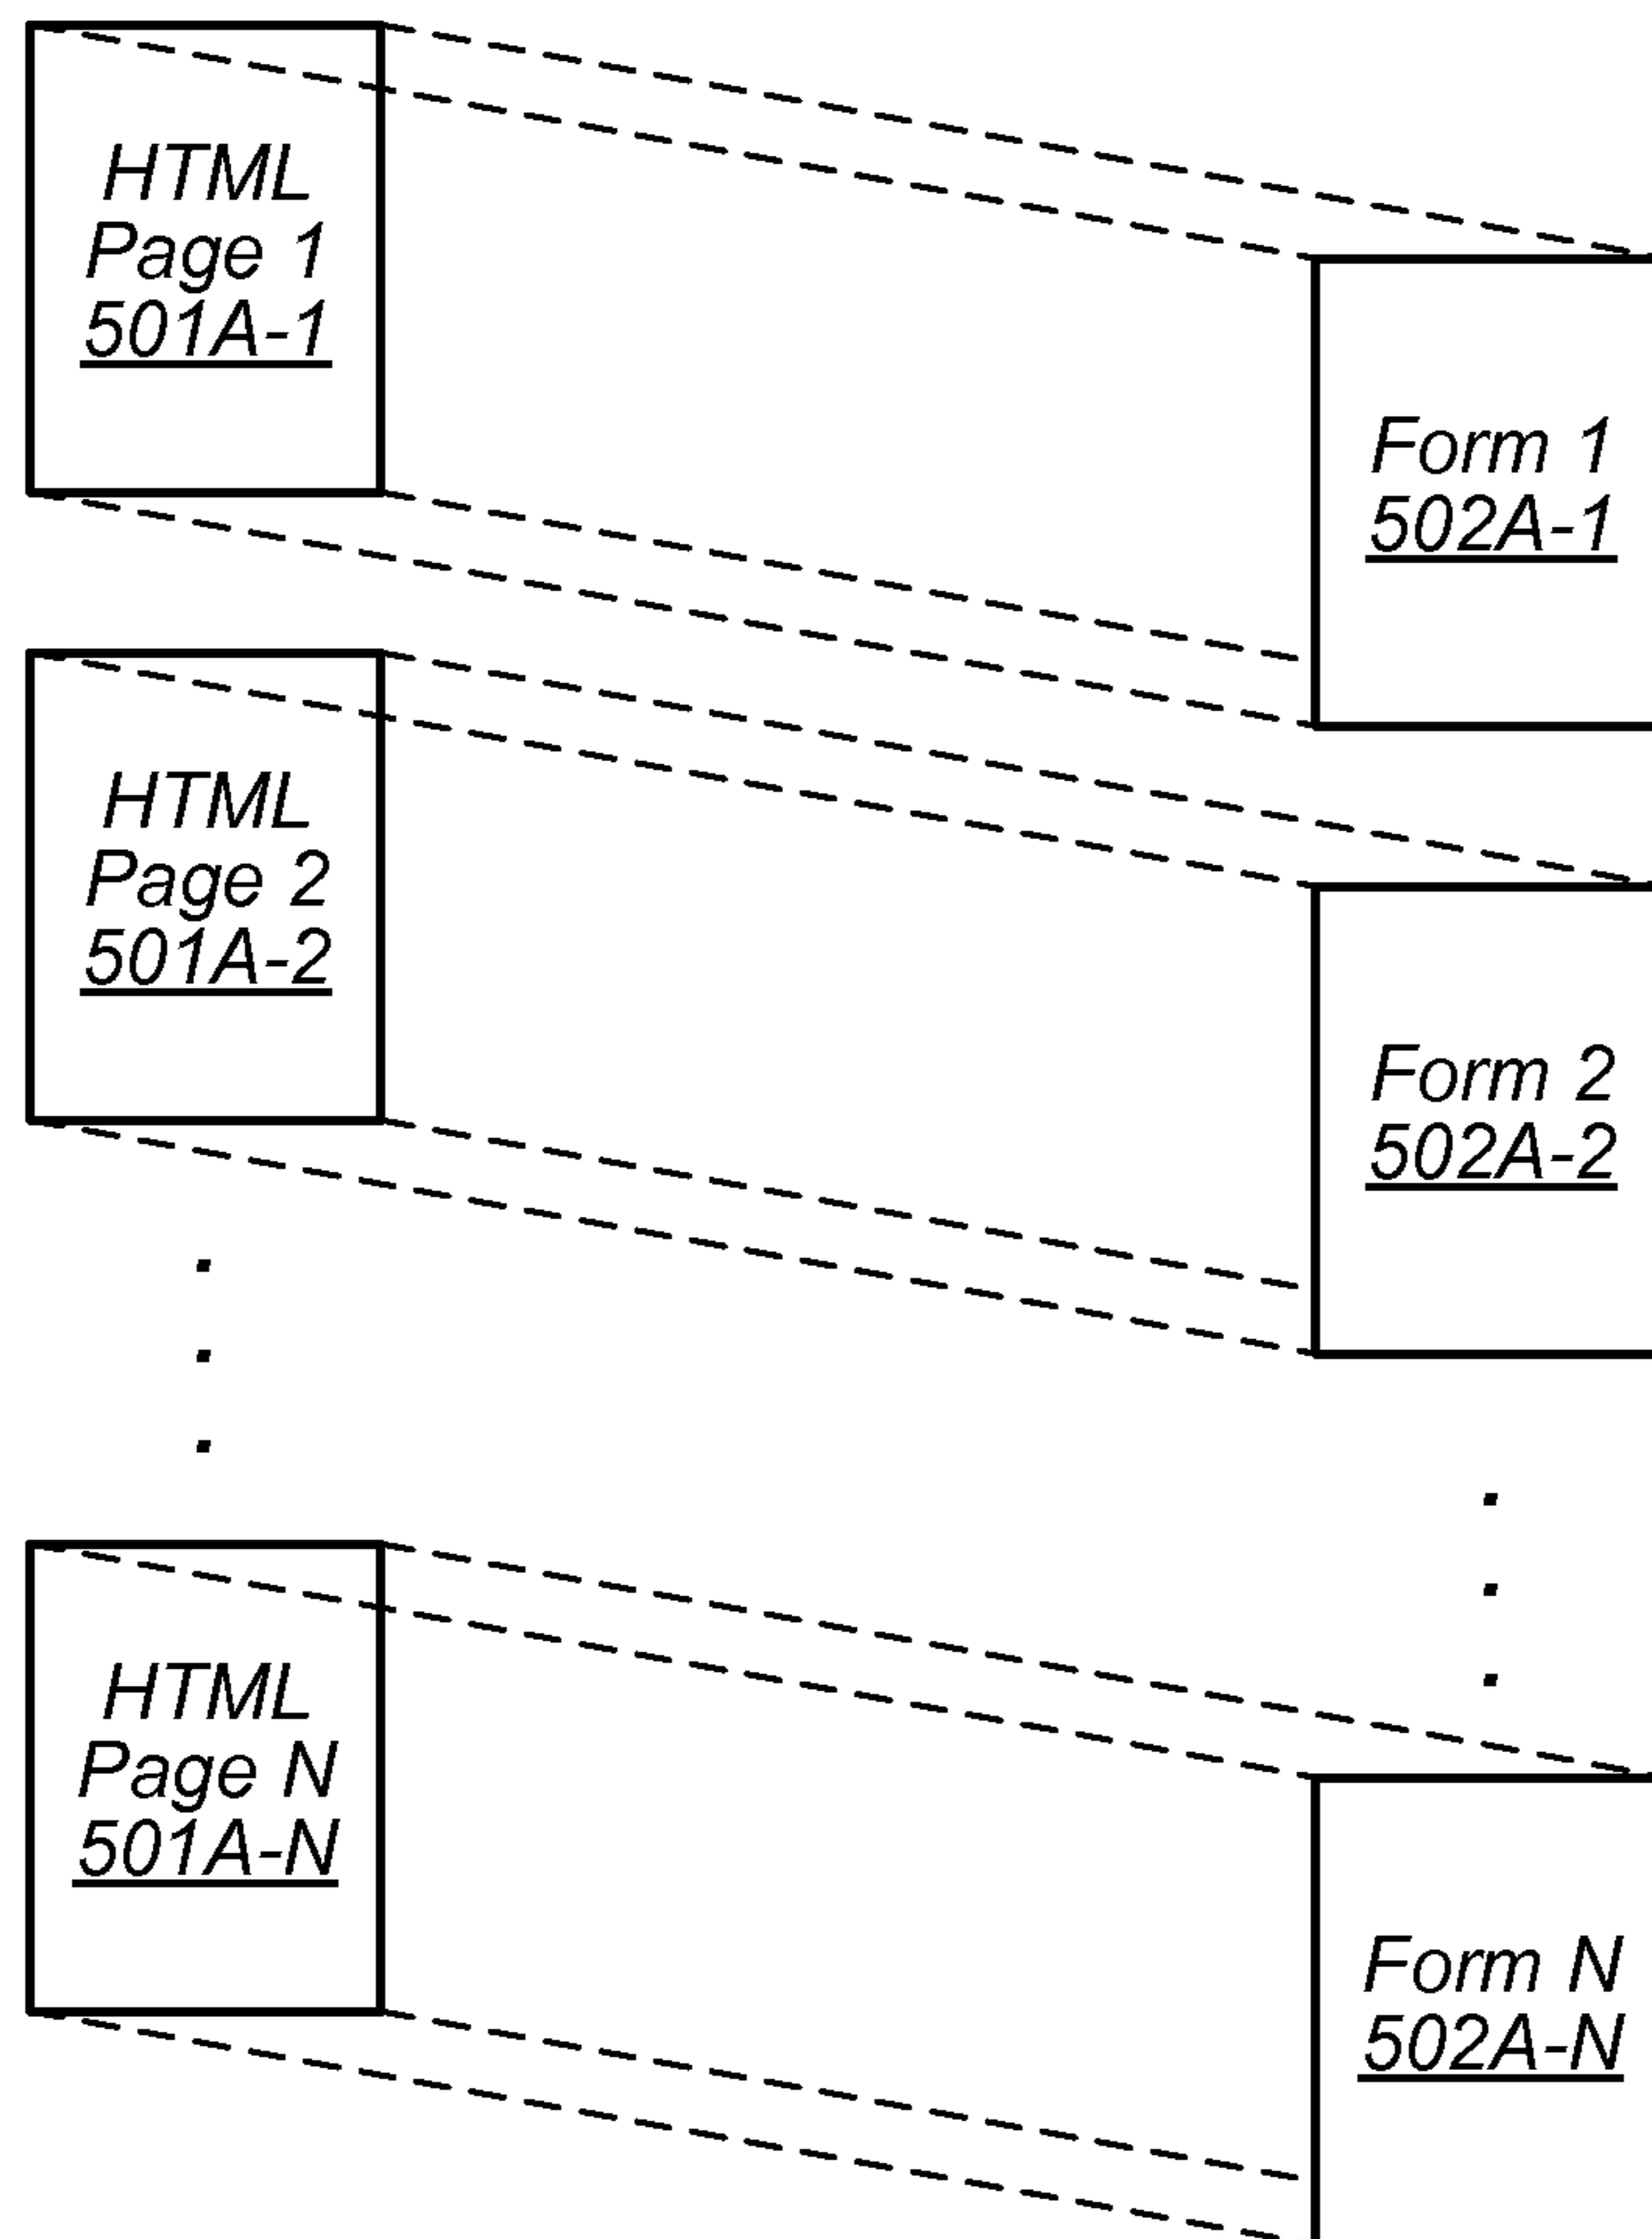 HTML
Page 1
501A-1
Form 1
502A-1
HTML
Page 2
501A-2
Form 2
502A-2
HTML
Page N
501A-N
Form N
502A-N